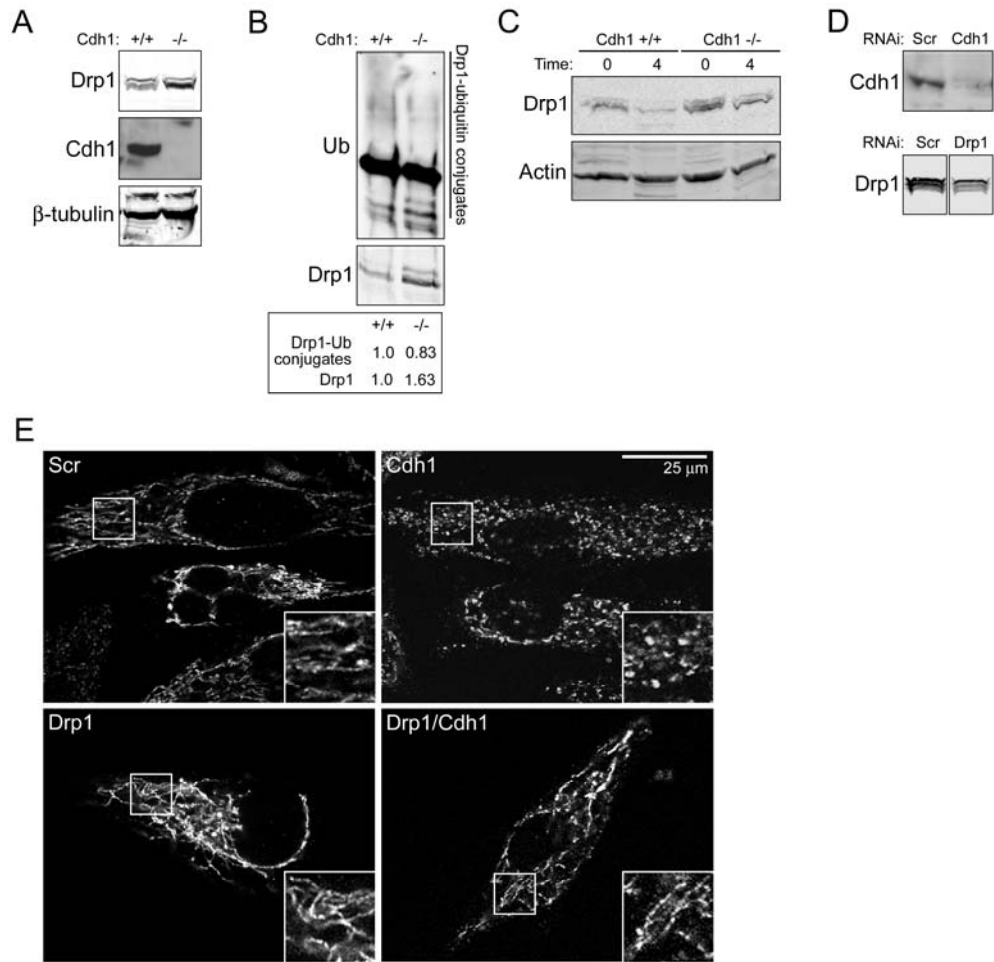 A
Cdh1: +/+ -/-
Drp1
Cdh1
β-tubulin
B
Cdh1: +/+ -/-
Ub
Drp1-ubiquitin conjugates
Drp1
+/+ -/-
Drp1-Ub
conjugates 1.0 0.83
Drp1 1.0 1.63
C
Cdh1 +/+ Cdh1 -/-
Time: 0 4 0 4
Drp1
Actin
D
RNAi: Scr Cdh1
Cdh1
RNAi: Scr Drp1
Drp1
E
Scr
Cdh1
25 μm
Drp1
Drp1/Cdh1